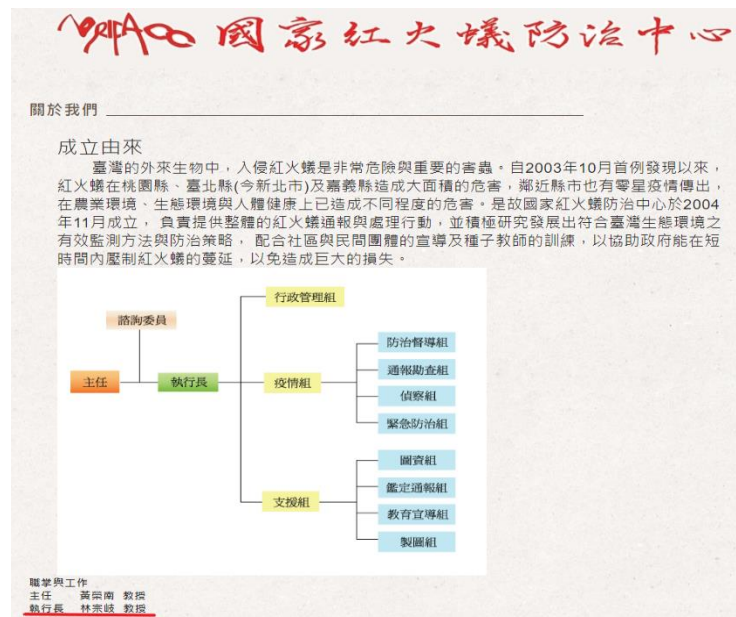 國家紅火蟻防治中心
關於我們
成立由來
臺灣的外來生物中，入侵紅火蟻是非常危險與重要的害蟲。自2003年10月首例發現以來，
紅火蟻在桃園縣、臺北縣(今新北市)及嘉義縣造成大面積的危害，鄰近縣市也有零星疫情傳出，
在農業環境、生態環境與人體健康上已造成不同程度的危害。是故國家紅火蟻防治中心於2004
年11月成立， 負責提供整體的紅火蟻通報與處理行動，並積極研究發展出符合臺灣生態環境之
有效監測方法與防治策略， 配合社區與民間團體的宣導及種子教師的訓練，以協助政府能在短
時間內壓制紅火蟻的蔓延，以免造成巨大的損失。
行政管理組
諮詢委員
防治督導組
通報勘查組
主任
執行長
疫情組
偵察組
緊急防治組
圖資組
鑑定通報組
支援組
教育宣導組
製圖組
職掌與工作
主任 黃榮南 教授
執行長 林宗岐 教授